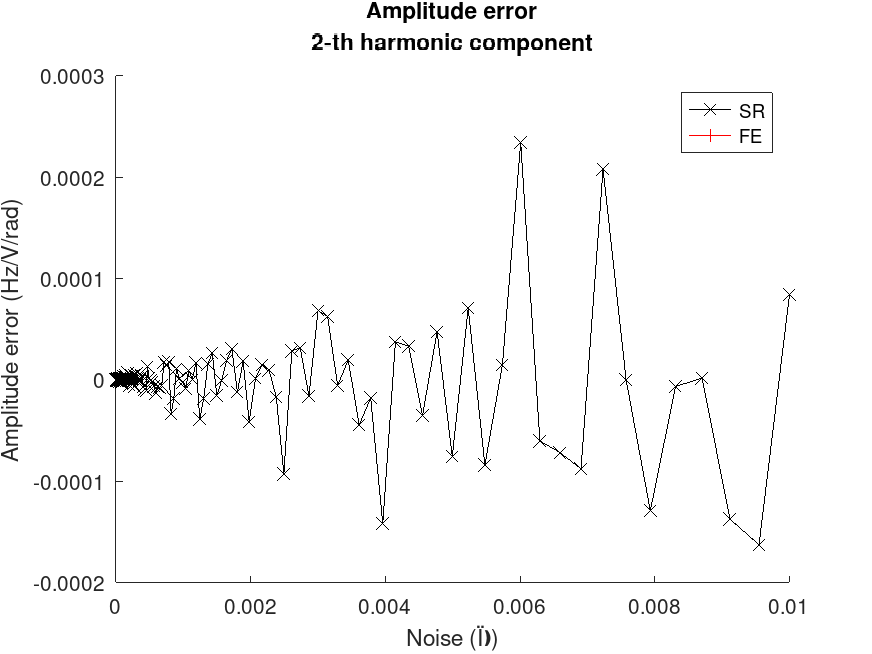 Amplitude error
2-th harmonic component
0.0003
0.0002
0.0001
0
-0.0001
-0.0002
Amplitude error (Hz/V/rad)
SR
FE
0
0.002
0.004
0.006
0.008
0.01
Noise